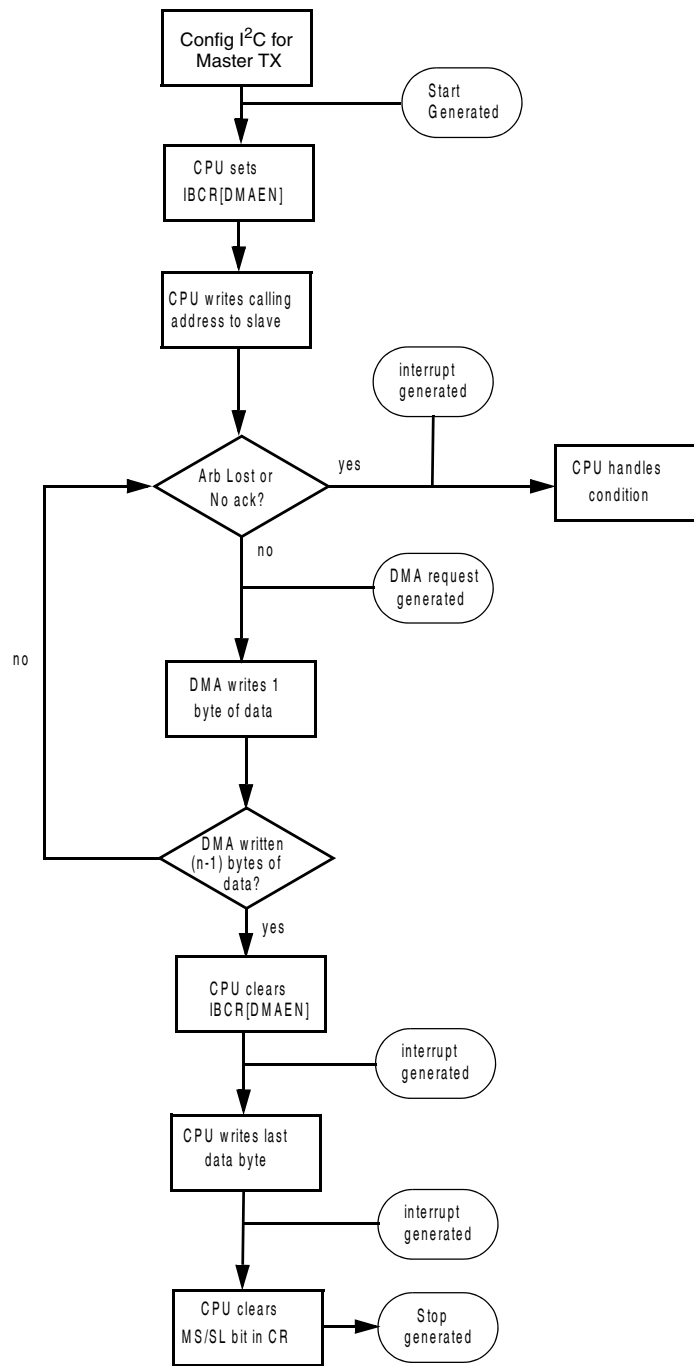 Config I²C for
Master TX
Start
Generated
CPU sets
IBCR[DMAEN]
CPU writes calling
address to slave
interrupt
generated
Arb Lost or
No ack?
yes
CPU handles
condition
no
DMA request
generated
no
DMA writes 1
byte of data
DMA written
(n-1) bytes of
data?
yes
CPU clears
IBCR[DMAEN]
interrupt
generated
CPU writes last
data byte
interrupt
generated
CPU clears
MS/SL bit in CR
Stop
generated